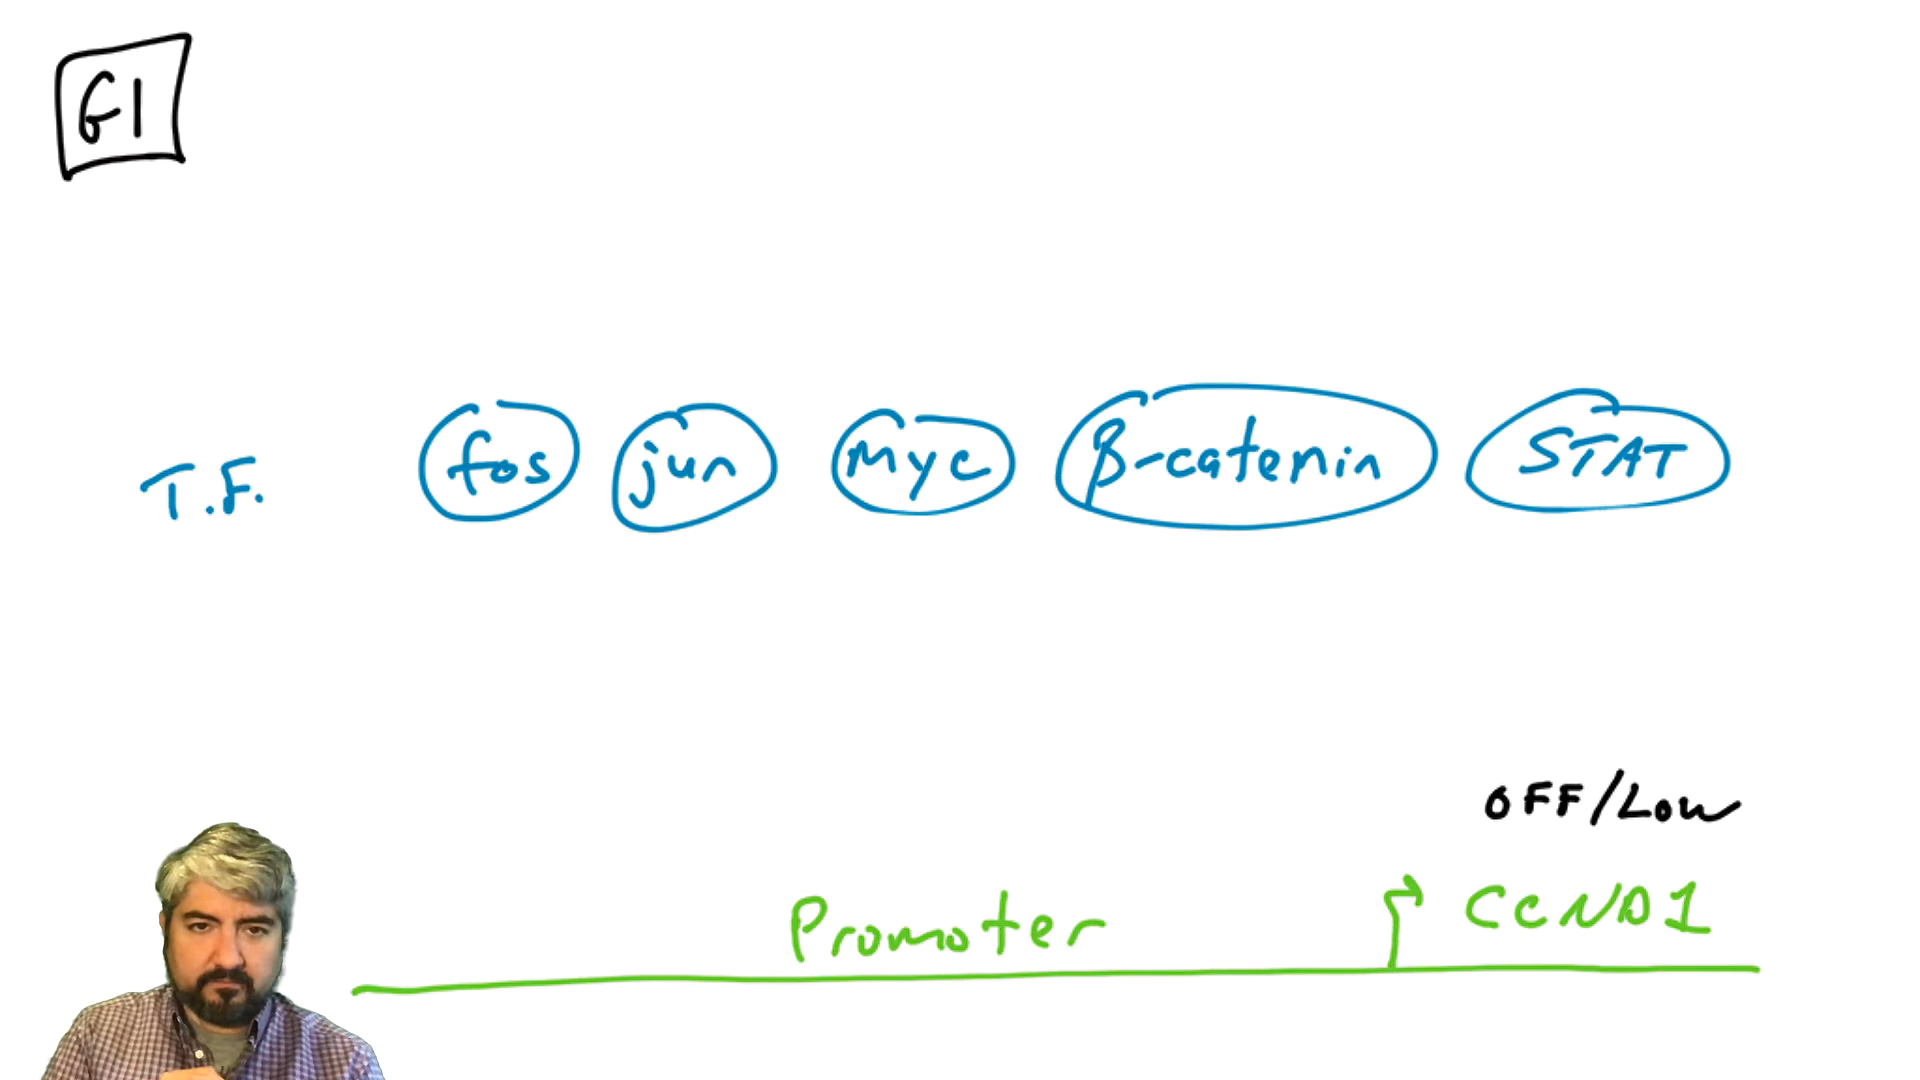 G1
T.F. fos jun Myc β-catenin STAT
OFF/Low
Promoter CCND1